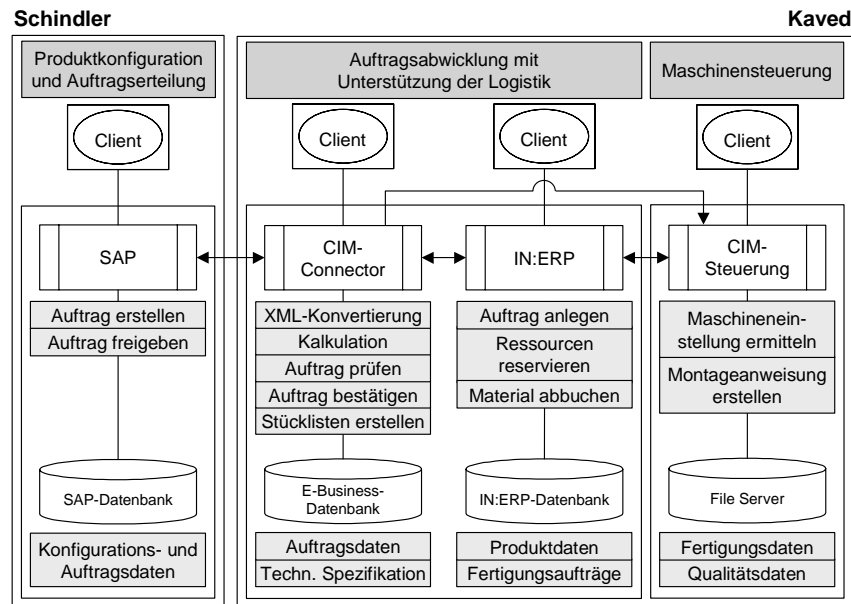 Schindler
Kaved
Produktkonfiguration
und Auftragserteilung
Auftragsabwicklung mit
Unterstützung der Logistik
Maschinensteuerung
Client
Client
Client
Client
SAP
CIM-
Connector
IN:ERP
CIM-
Steuerung
Auftrag erstellen
Auftrag freigeben
XML-Konvertierung
Kalkulation
Auftrag prüfen
Auftrag bestätigen
Stücklisten erstellen
Auftrag anlegen
Ressourcen
reservieren
Material abbuchen
Maschinenein-
stellung ermitteln
Montageanweisung
erstellen
SAP-Datenbank
E-Business-
Datenbank
IN:ERP-Datenbank
File Server
Konfigurations- und
Auftragsdaten
Auftragsdaten
Techn. Spezifikation
Produktdaten
Fertigungsaufträge
Fertigungsdaten
Qualitätsdaten